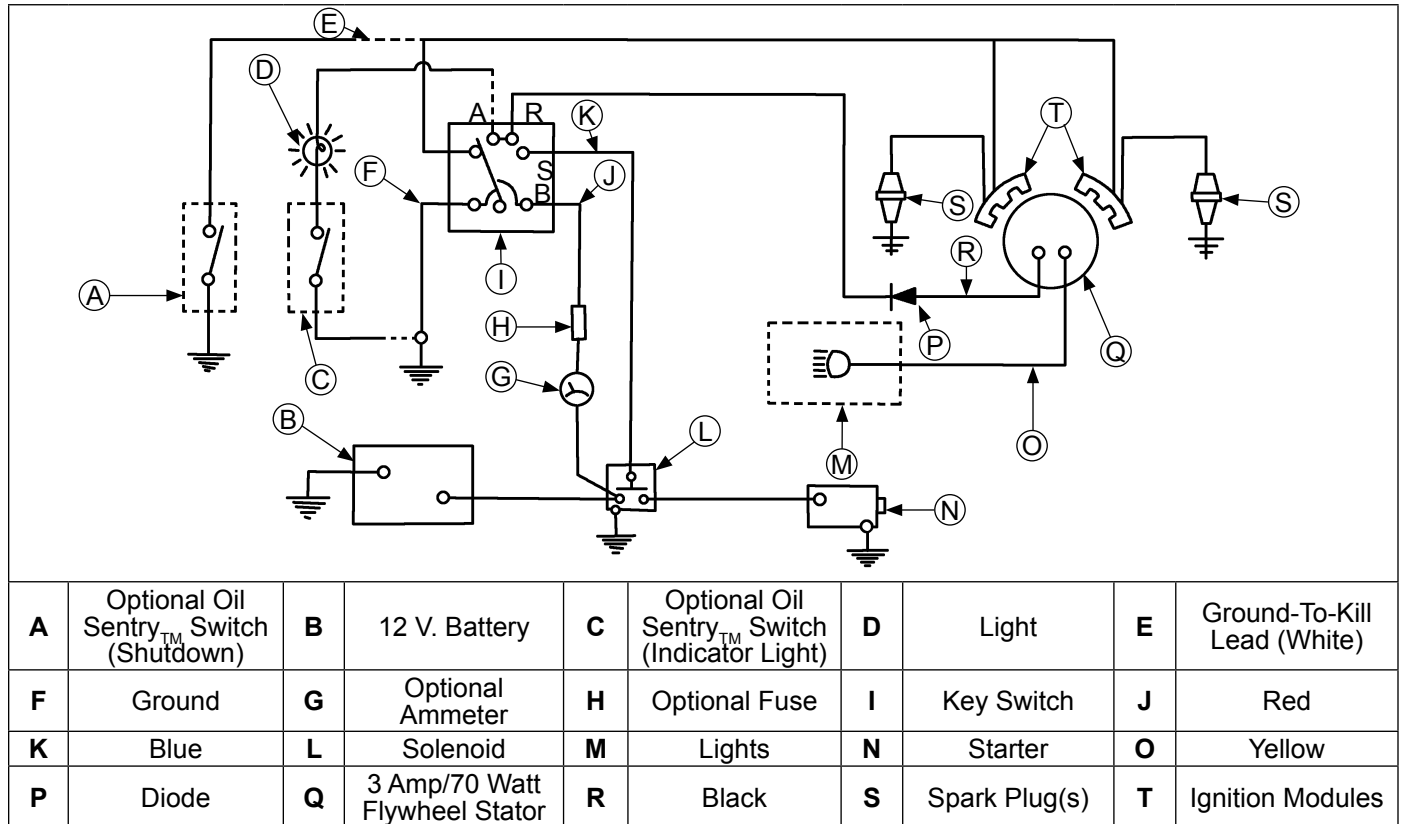 E
D
A
R
K
T
F
S
B
J
S
S
A
I
R
H
C
P
Q
G
B
L
M
O
N
A Optional Oil Sentry™ Switch (Shutdown) B 12 V. Battery C Optional Oil Sentry™ Switch (Indicator Light) D Light E Ground-To-Kill Lead (White)
F Ground G Optional Ammeter H Optional Fuse I Key Switch J Red
K Blue L Solenoid M Lights N Starter O Yellow
P Diode Q 3 Amp/70 Watt Flywheel Stator R Black S Spark Plug(s) T Ignition Modules